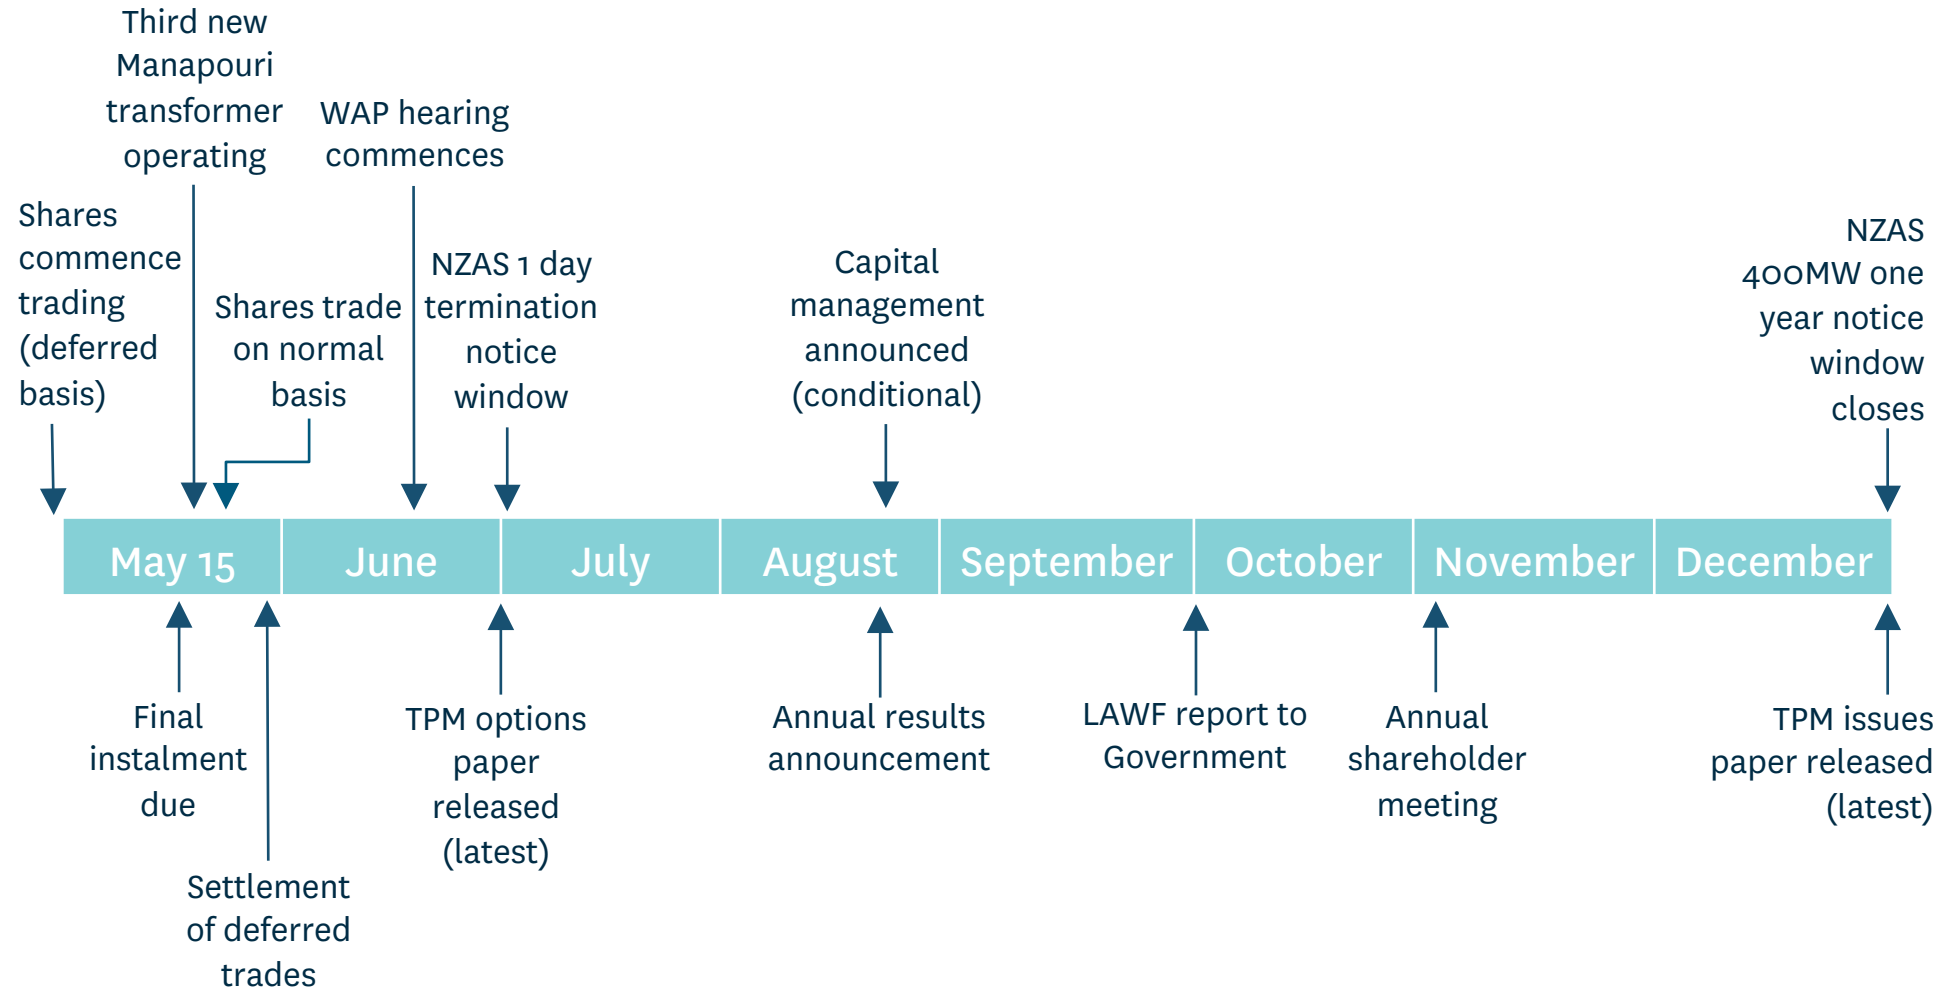 Third new
Manapouri
transformer
operating
WAP hearing
commences
Shares
commence
trading
(deferred
basis)
Shares trade
on normal
basis
NZAS 1 day
termination
notice
window
Capital
management
announced
(conditional)
NZAS
400MW one
year notice
window
closes
May 15
June
July
August
September
October
November
December
Final
instalment
due
Settlement
of deferred
trades
TPM options
paper
released
(latest)
Annual results
announcement
LAWF report to
Government
Annual
shareholder
meeting
TPM issues
paper released
(latest)